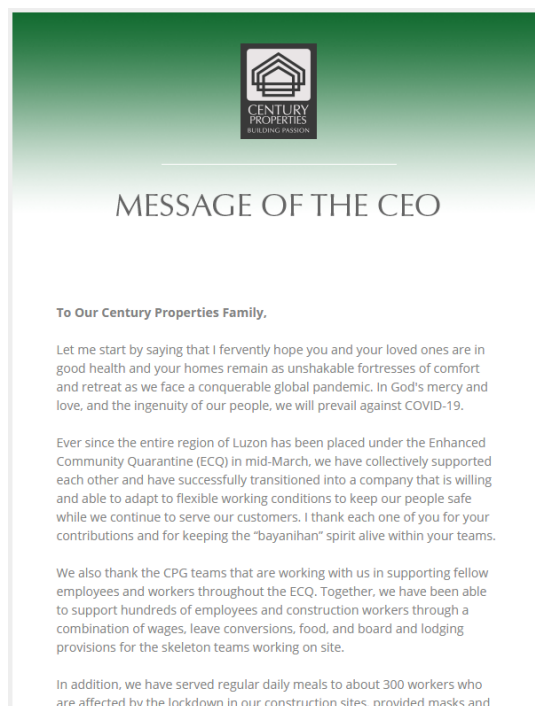 CENTURY
PROPERTIES
BUILDING PASSION
MESSAGE OF THE CEO
To Our Century Properties Family,
Let me start by saying that I fervently hope you and your loved ones are in
good health and your homes remain as unshakable fortresses of comfort
and retreat as we face a conquerable global pandemic. In God's mercy and
love, and the ingenuity of our people, we will prevail against COVID-19.
Ever since the entire region of Luzon has been placed under the Enhanced
Community Quarantine (ECQ) in mid-March, we have collectively supported
each other and have successfully transitioned into a company that is willing
and able to adapt to flexible working conditions to keep our people safe
while we continue to serve our customers. I thank each one of you for your
contributions and for keeping the “bayanihan” spirit alive within your teams.
We also thank the CPG teams that are working with us in supporting fellow
employees and workers throughout the ECQ. Together, we have been able
to support hundreds of employees and construction workers through a
combination of wages, leave conversions, food, and board and lodging
provisions for the skeleton teams working on site.
In addition, we have served regular daily meals to about 300 workers who
are affected by the lockdown in our construction sites, provided masks and